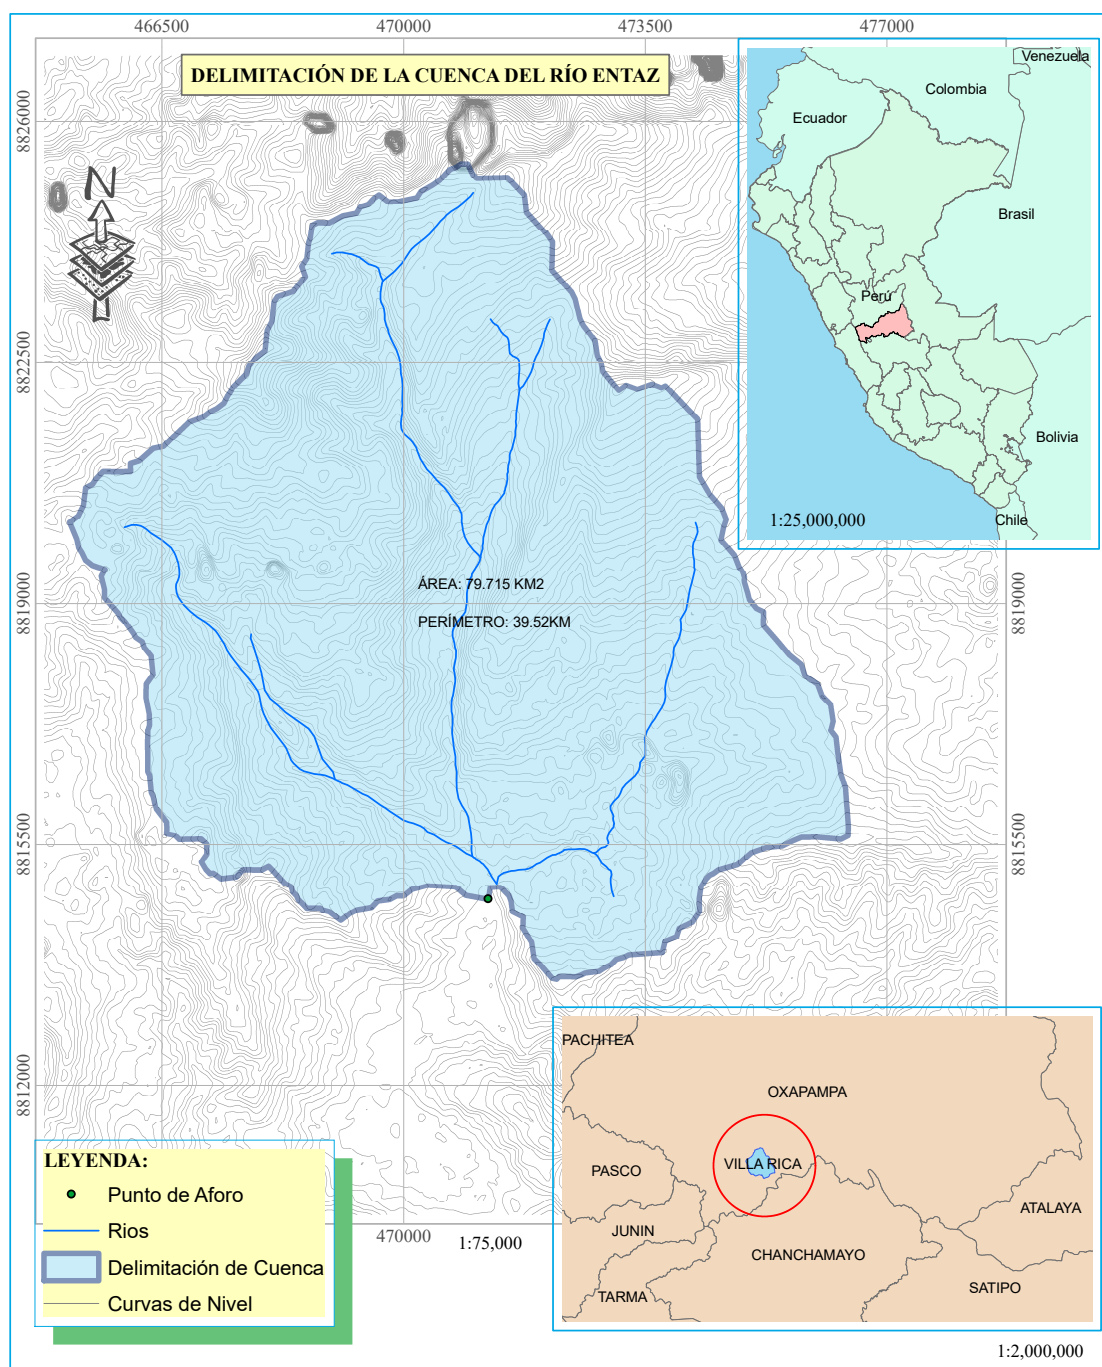 466500
470000
473500
477000
DELIMITACIÓN DE LA CUENCA DEL RÍO ENTAZ
Venezuela
Colombia
Ecuador
Brasil
Perú
Bolivia
Chile
1:25,000,000
8826000
N
8822500
8819000
8819000
ÁREA: 79.715 KM2
PERÍMETRO: 39.52KM
8815500
8815500
8812000
PACHITEA
OXAPAMPA
VILLA RICA
PASCO
ATALAYA
JUNIN
CHANCHAMAYO
SATIPO
TARMA
470000
1:75,000
LEYENDA:
Punto de Aforo
Rios
Delimitación de Cuenca
Curvas de Nivel
1:2,000,000